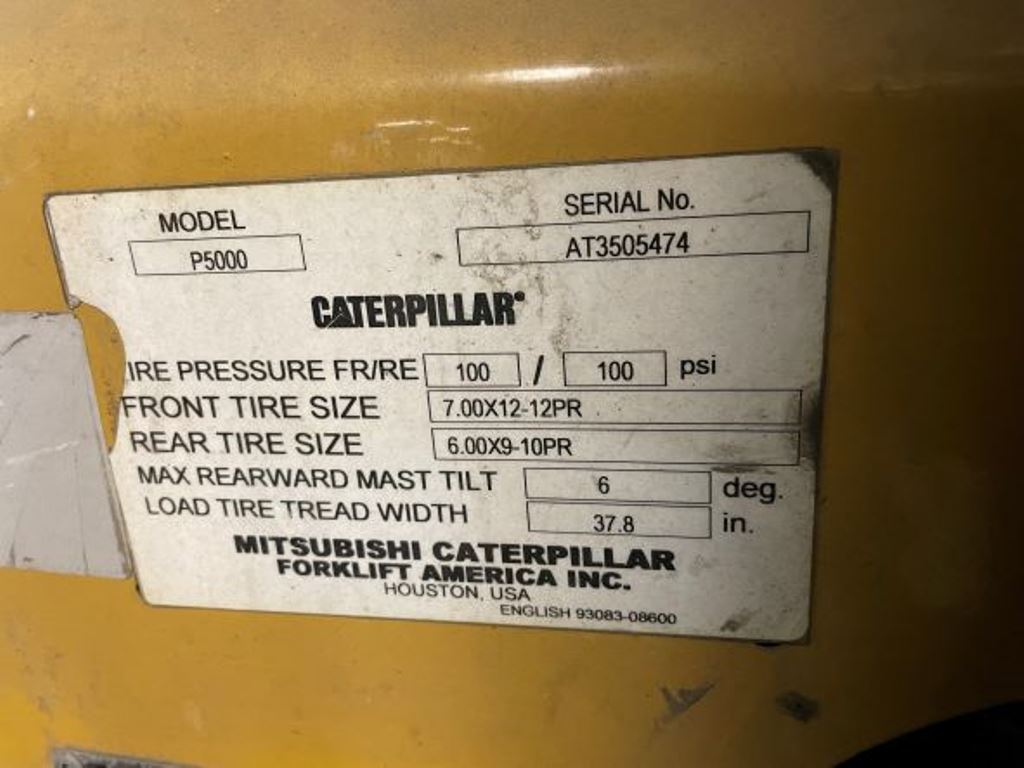 MODEL SERIAL No.
P5000 AT3505474
CATERPILLAR®
IRE PRESSURE FR/RE 100 / 100 psi
FRONT TIRE SIZE 7.00X12-12PR
REAR TIRE SIZE 6.00X9-10PR
MAX REARWARD MAST TILT 6 deg.
LOAD TIRE TREAD WIDTH 37.8 in.
MITSUBISHI CATERPILLAR
FORKLIFT AMERICA INC.
HOUSTON, USA
ENGLISH 93083-08600